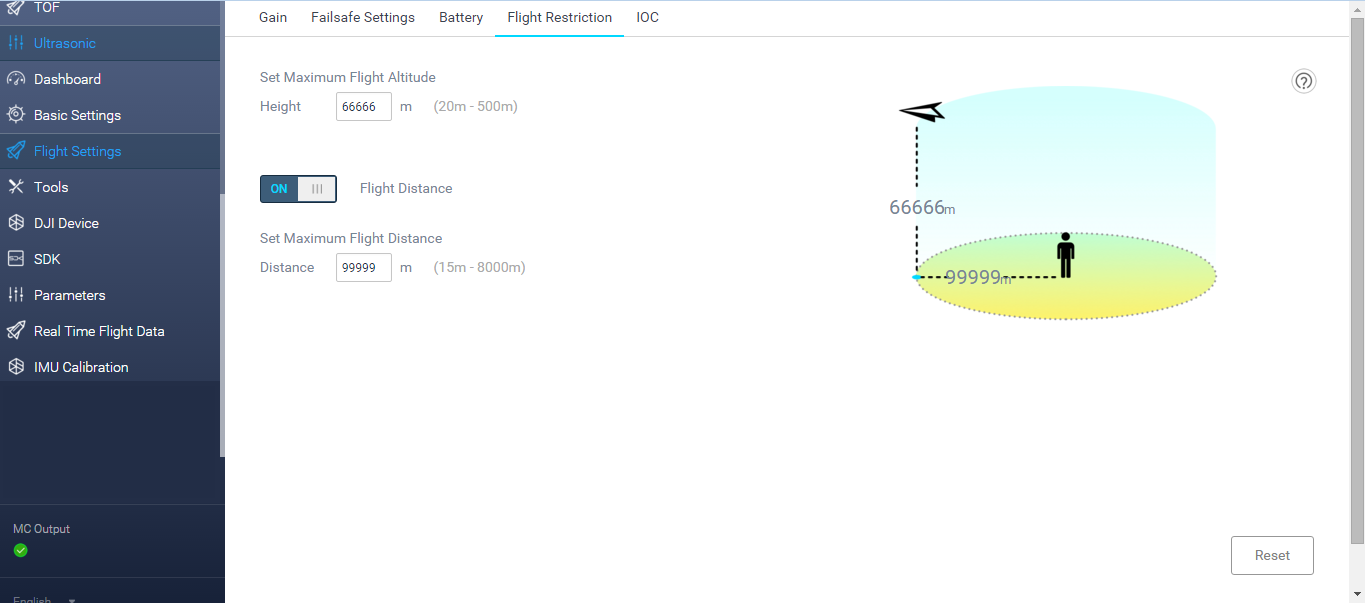 TOF
Ultrasonic
Dashboard
Basic Settings
Flight Settings
Tools
DJI Device
SDK
Parameters
Real Time Flight Data
IMU Calibration
MC Output
English
Gain Failsafe Settings Battery Flight Restriction IOC
Set Maximum Flight Altitude
Height 66666 m (20m - 500m)
ON Flight Distance
Set Maximum Flight Distance
Distance 99999 m (15m - 8000m)
?
66666m
99999m
Reset